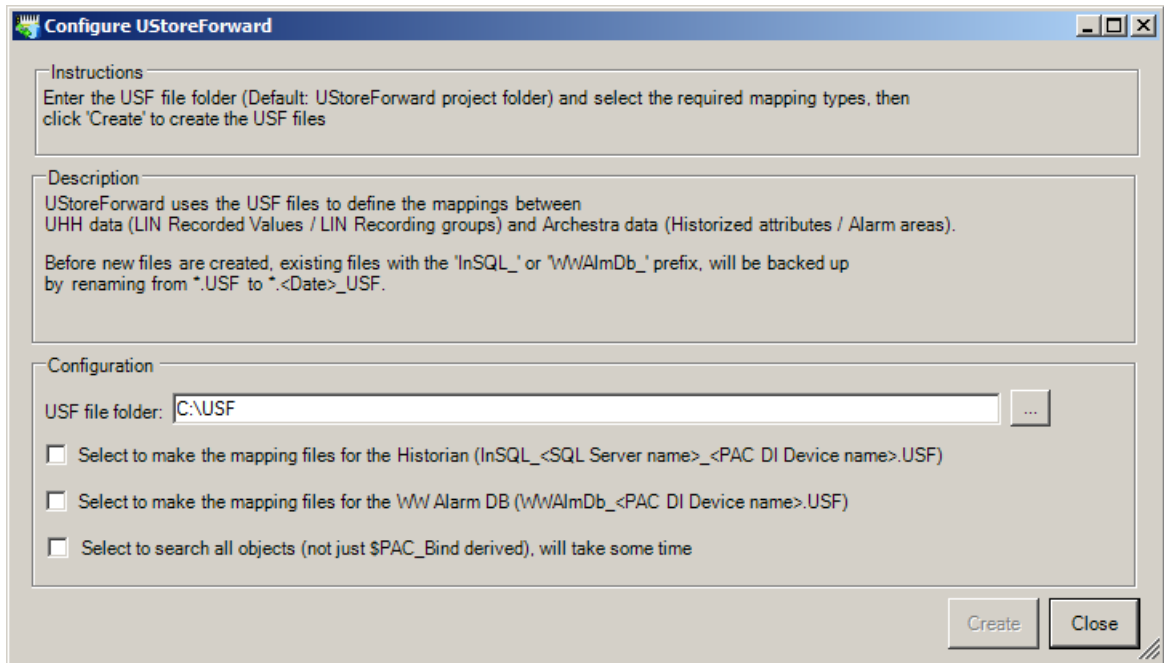 Configure UStoreForward
Instructions
Enter the USF file folder (Default: UStoreForward project folder) and select the required mapping types, then
click 'Create' to create the USF files
Description
UStoreForward uses the USF files to define the mappings between
UHH data (LIN Recorded Values / LIN Recording groups) and Archestra data (Historized attributes / Alarm areas).
Before new files are created, existing files with the 'InSQL_' or 'WWAlmDb_' prefix, will be backed up
by renaming from *.USF to *.<Date>_USF.
Configuration
USF file folder: C:\USF ...
Select to make the mapping files for the Historian (InSQL_<SQL Server name>_<PAC DI Device name>.USF)
Select to make the mapping files for the WW Alarm DB (WWAlmDb_<PAC DI Device name>.USF)
Select to search all objects (not just $PAC_Bind derived), will take some time
Create Close